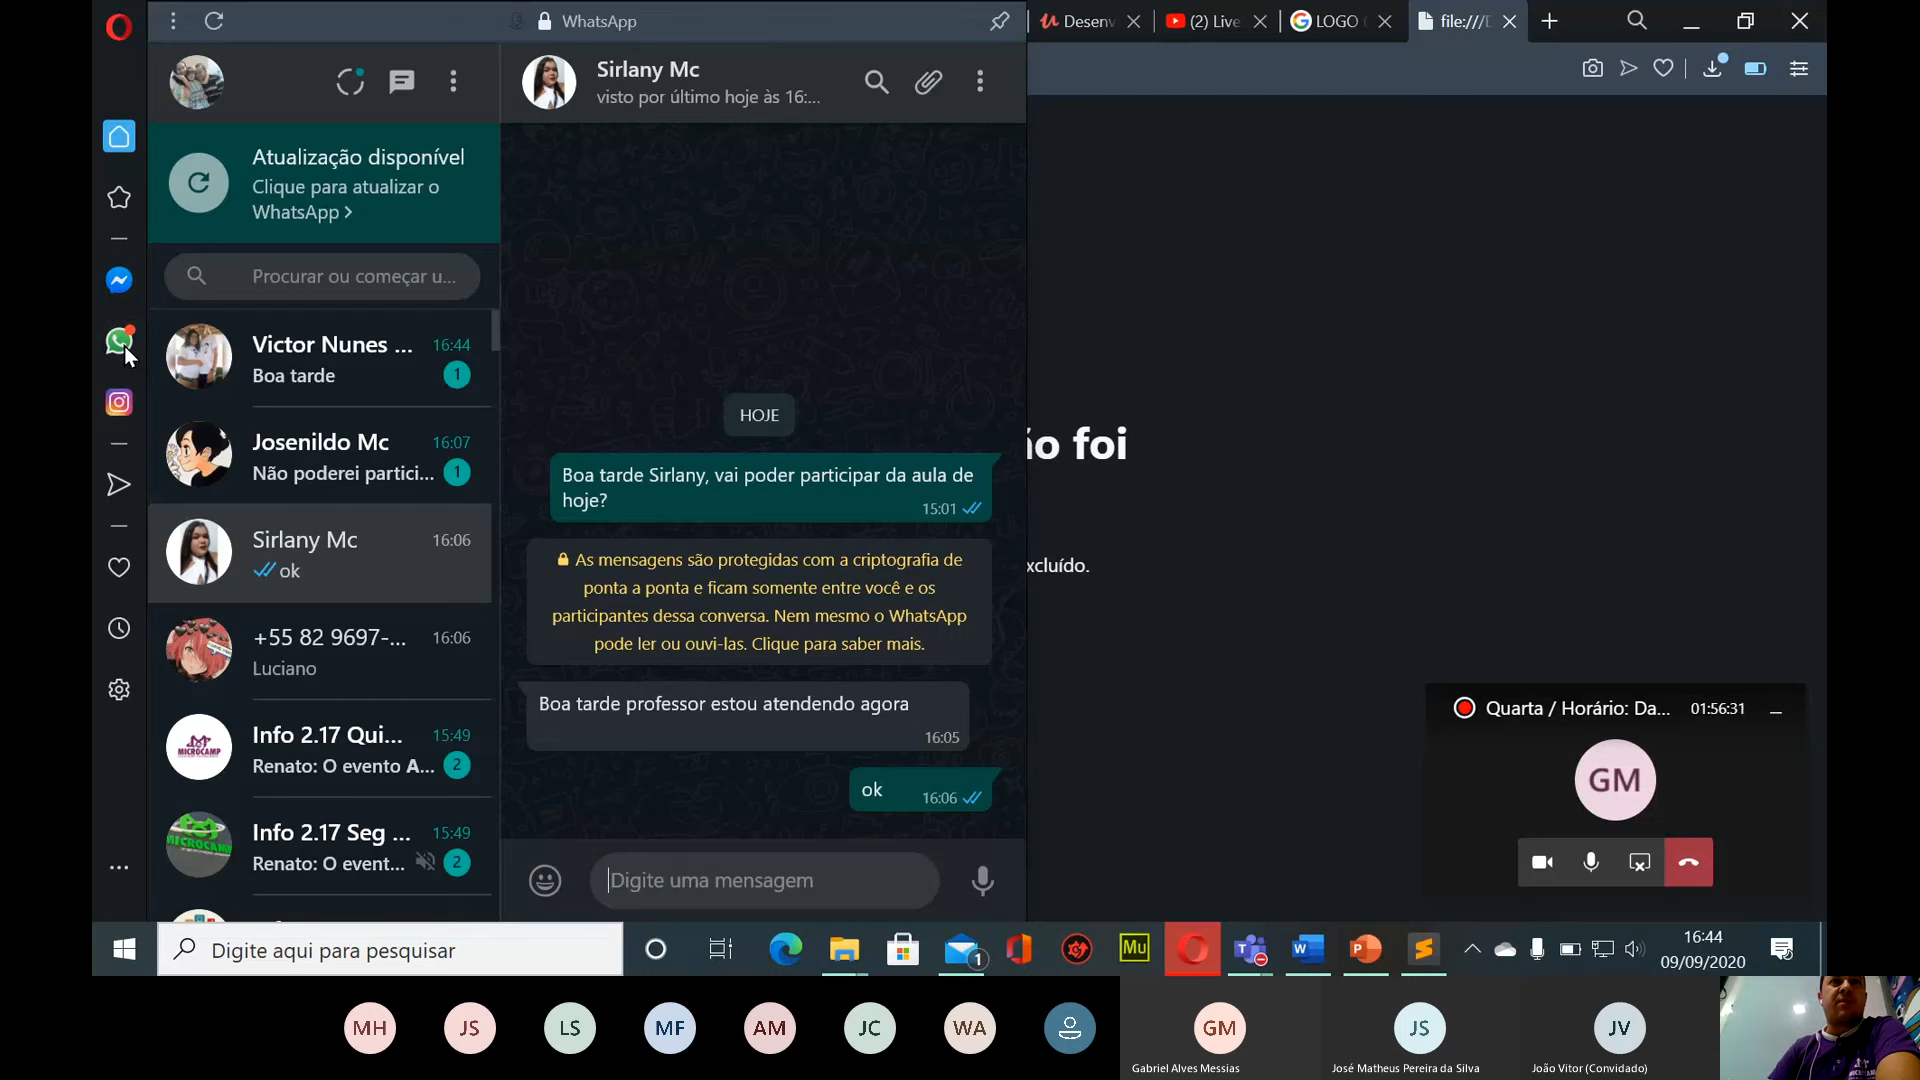 WhatsApp
Desenv
(2) Live
LOGO
file:///D
Sirlany Mc
visto por último hoje às 16:...
Atualização disponível
Clique para atualizar o
WhatsApp >
Procurar ou começar u...
Victor Nunes ...
16:44
Boa tarde
1
Josenildo Mc
16:07
Não poderei partici...
1
Sirlany Mc
16:06
ok
+55 82 9697-...
16:06
Luciano
MICROCAMP
Info 2.17 Qui...
15:49
Renato: O evento A...
2
MICROCAMP
Info 2.17 Seg ...
15:49
Renato: O event...
2
HOJE
Boa tarde Sirlany, vai poder participar da aula de
hoje?
15:01
As mensagens são protegidas com a criptografia de
ponta a ponta e ficam somente entre você e os
participantes dessa conversa. Nem mesmo o WhatsApp
pode ler ou ouvi-las. Clique para saber mais.
Boa tarde professor estou atendendo agora
16:05
ok
16:06
Digite uma mensagem
ão foi
xcluído.
Quarta / Horário: Da...
01:56:31
GM
Digite aqui para pesquisar
1
Mu
16:44
09/09/2020
MH
JS
LS
MF
AM
JC
WA
GM
Gabriel Alves Messias
JS
José Matheus Pereira da Silva
JV
João Vitor (Convidado)